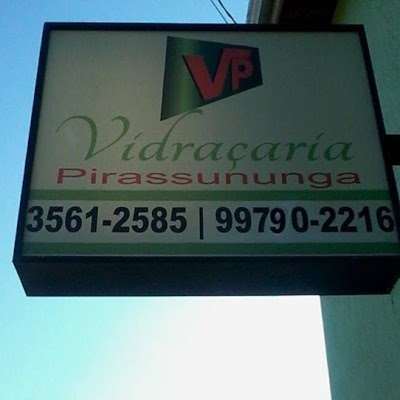 VP
Vidraçaria
Pirassununga
3561-2585 | 99790-2216